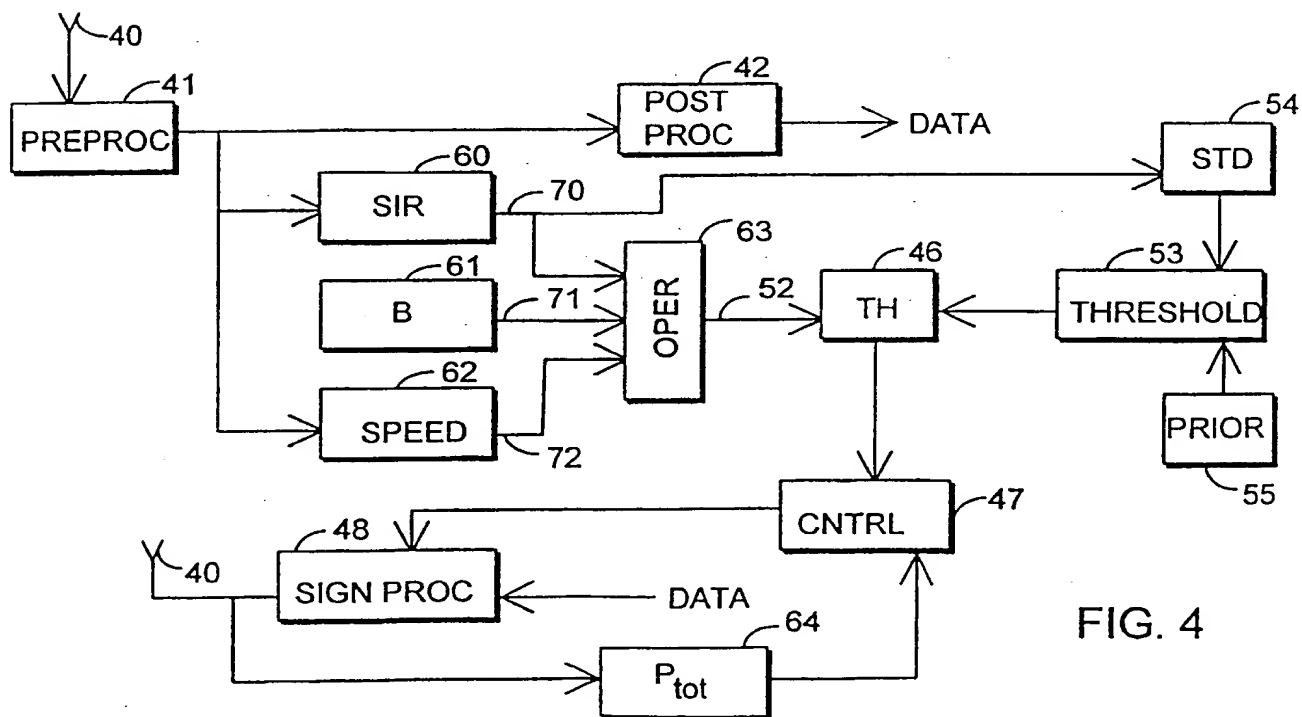 40
41
PREPROC
42
POST
PROC
DATA
54
STD
60
SIR
70
63
OPER
61
B
71
52
46
TH
53
THRESHOLD
62
SPEED
72
PRIOR
55
CNTRL
47
48
40
SIGN PROC
DATA
64
P_tot
FIG. 4